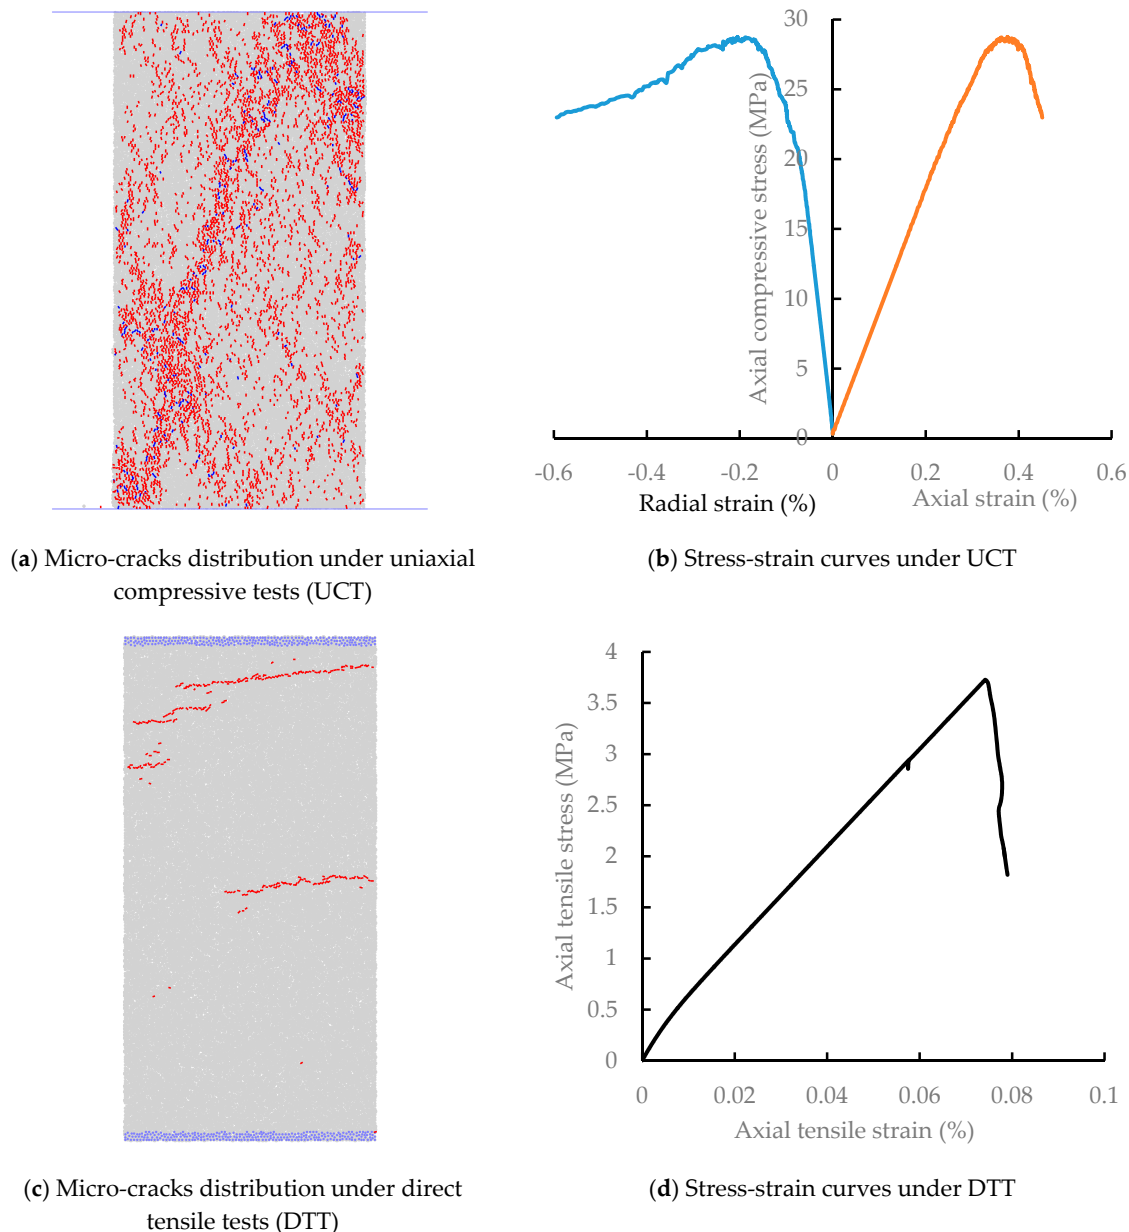 30
25
20
15
10
5
0
Axial compressive stress (MPa)
-0.6 -0.4 -0.2 0 0.2 0.4 0.6
Radial strain (%) Axial strain (%)
(a) Micro-cracks distribution under uniaxial
compressive tests (UCT)
(b) Stress-strain curves under UCT
4
3.5
3
2.5
2
1.5
1
0.5
0
Axial tensile stress (MPa)
0 0.02 0.04 0.06 0.08 0.1
Axial tensile strain (%)
(c) Micro-cracks distribution under direct
tensile tests (DTT)
(d) Stress-strain curves under DTT